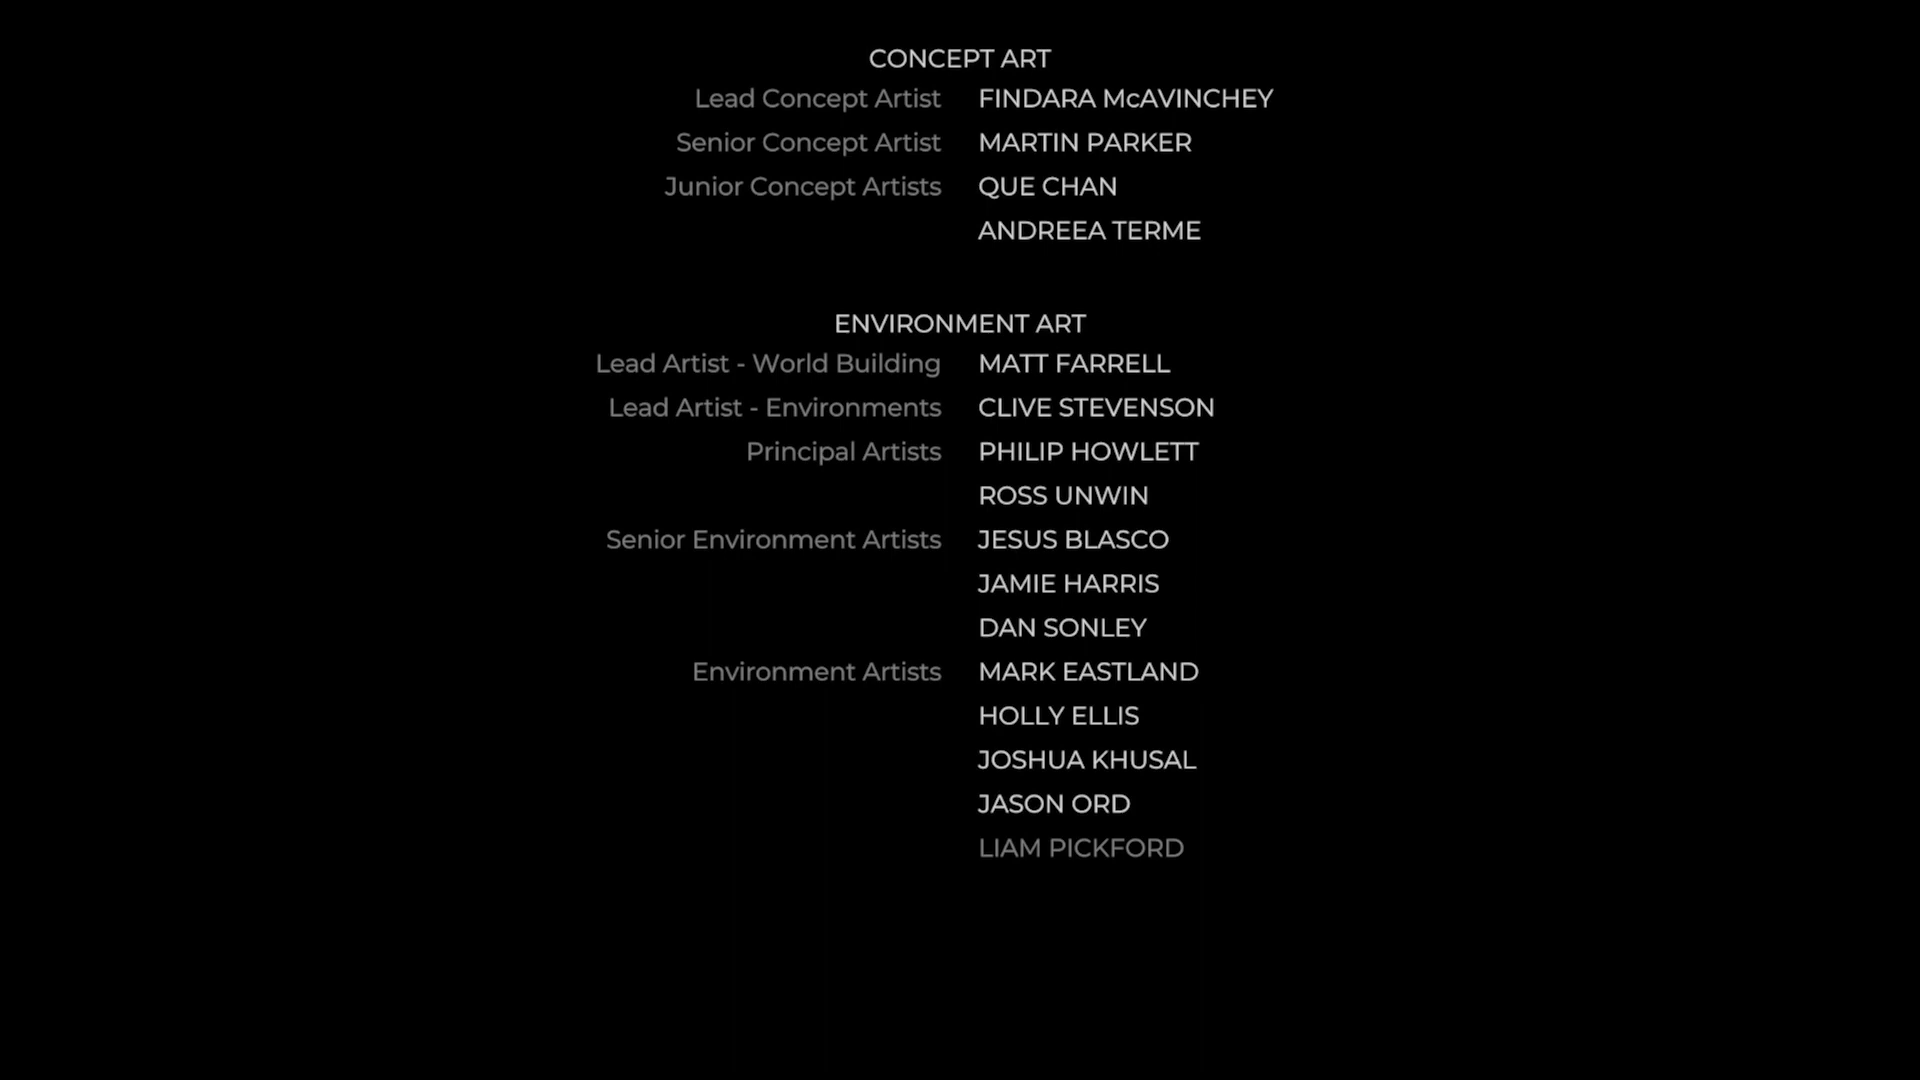 CONCEPT ART
Lead Concept Artist FINDARA McAVINCHEY
Senior Concept Artist MARTIN PARKER
Junior Concept Artists QUE CHAN
ANDREEA TERME
ENVIRONMENT ART
Lead Artist - World Building MATT FARRELL
Lead Artist - Environments CLIVE STEVENSON
Principal Artists PHILIP HOWLETT
ROSS UNWIN
Senior Environment Artists JESUS BLASCO
JAMIE HARRIS
DAN SONLEY
Environment Artists MARK EASTLAND
HOLLY ELLIS
JOSHUA KHUSAL
JASON ORD
LIAM PICKFORD